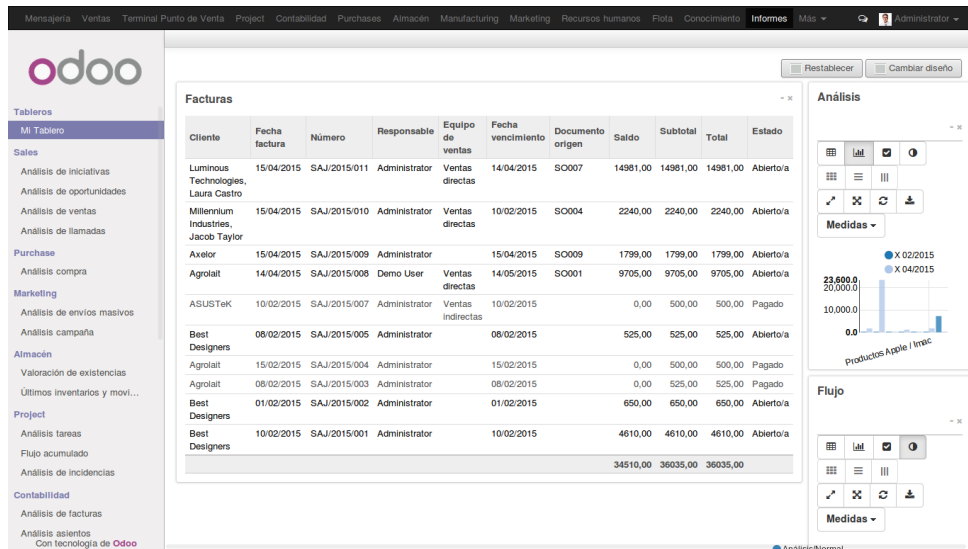 Mensajería Ventas Terminal Punto de Venta Project Contabilidad Purchases Almacén Manufacturing Marketing Recursos humanos Flota Conocimiento Informes Más Administrator
odoo
Tableros
Mi Tablero
Sales
Análisis de iniciativas
Análisis de oportunidades
Análisis de ventas
Análisis de llamadas
Purchase
Análisis compra
Marketing
Análisis de envíos masivos
Análisis campaña
Almacén
Valoración de existencias
Últimos inventarios y movi...
Project
Análisis tareas
Flujo acumulado
Análisis de incidencias
Contabilidad
Análisis de facturas
Análisis asientos
Con tecnología de Odoo
Restablecer Cambiar diseño
Facturas
Cliente Fecha factura Número Responsable Equipo de ventas Fecha vencimiento Documento origen Saldo Subtotal Total Estado
Luminous Technologies, Laura Castro 15/04/2015 SAJ/2015/011 Administrator Ventas directas 14/04/2015 SO007 14981,00 14981,00 14981,00 Abierto/a
Millennium Industries, Jacob Taylor 15/04/2015 SAJ/2015/010 Administrator Ventas directas 10/02/2015 SO004 2240,00 2240,00 2240,00 Abierto/a
Axelor 15/04/2015 SAJ/2015/009 Administrator 15/04/2015 SO009 1799,00 1799,00 1799,00 Abierto/a
Agrolait 14/04/2015 SAJ/2015/008 Demo User Ventas directas 14/05/2015 SO001 9705,00 9705,00 9705,00 Abierto/a
ASUSTeK 10/02/2015 SAJ/2015/007 Administrator Ventas indirectas 10/02/2015 0,00 500,00 500,00 Pagado
Best Designers 08/02/2015 SAJ/2015/005 Administrator 08/02/2015 525,00 525,00 525,00 Abierto/a
Agrolait 15/02/2015 SAJ/2015/004 Administrator 15/02/2015 0,00 500,00 500,00 Pagado
Agrolait 08/02/2015 SAJ/2015/003 Administrator 08/02/2015 0,00 525,00 525,00 Pagado
Best Designers 01/02/2015 SAJ/2015/002 Administrator 01/02/2015 650,00 650,00 650,00 Abierto/a
Best Designers 10/02/2015 SAJ/2015/001 Administrator 10/02/2015 4610,00 4610,00 4610,00 Abierto/a
34510,00 36035,00 36035,00
Análisis
Medidas
X 02/2015
X 04/2015
23,600.0
20,000.0
10,000.0
0.0
Productos Apple / Imac
Flujo
Medidas
Análisis/Normal